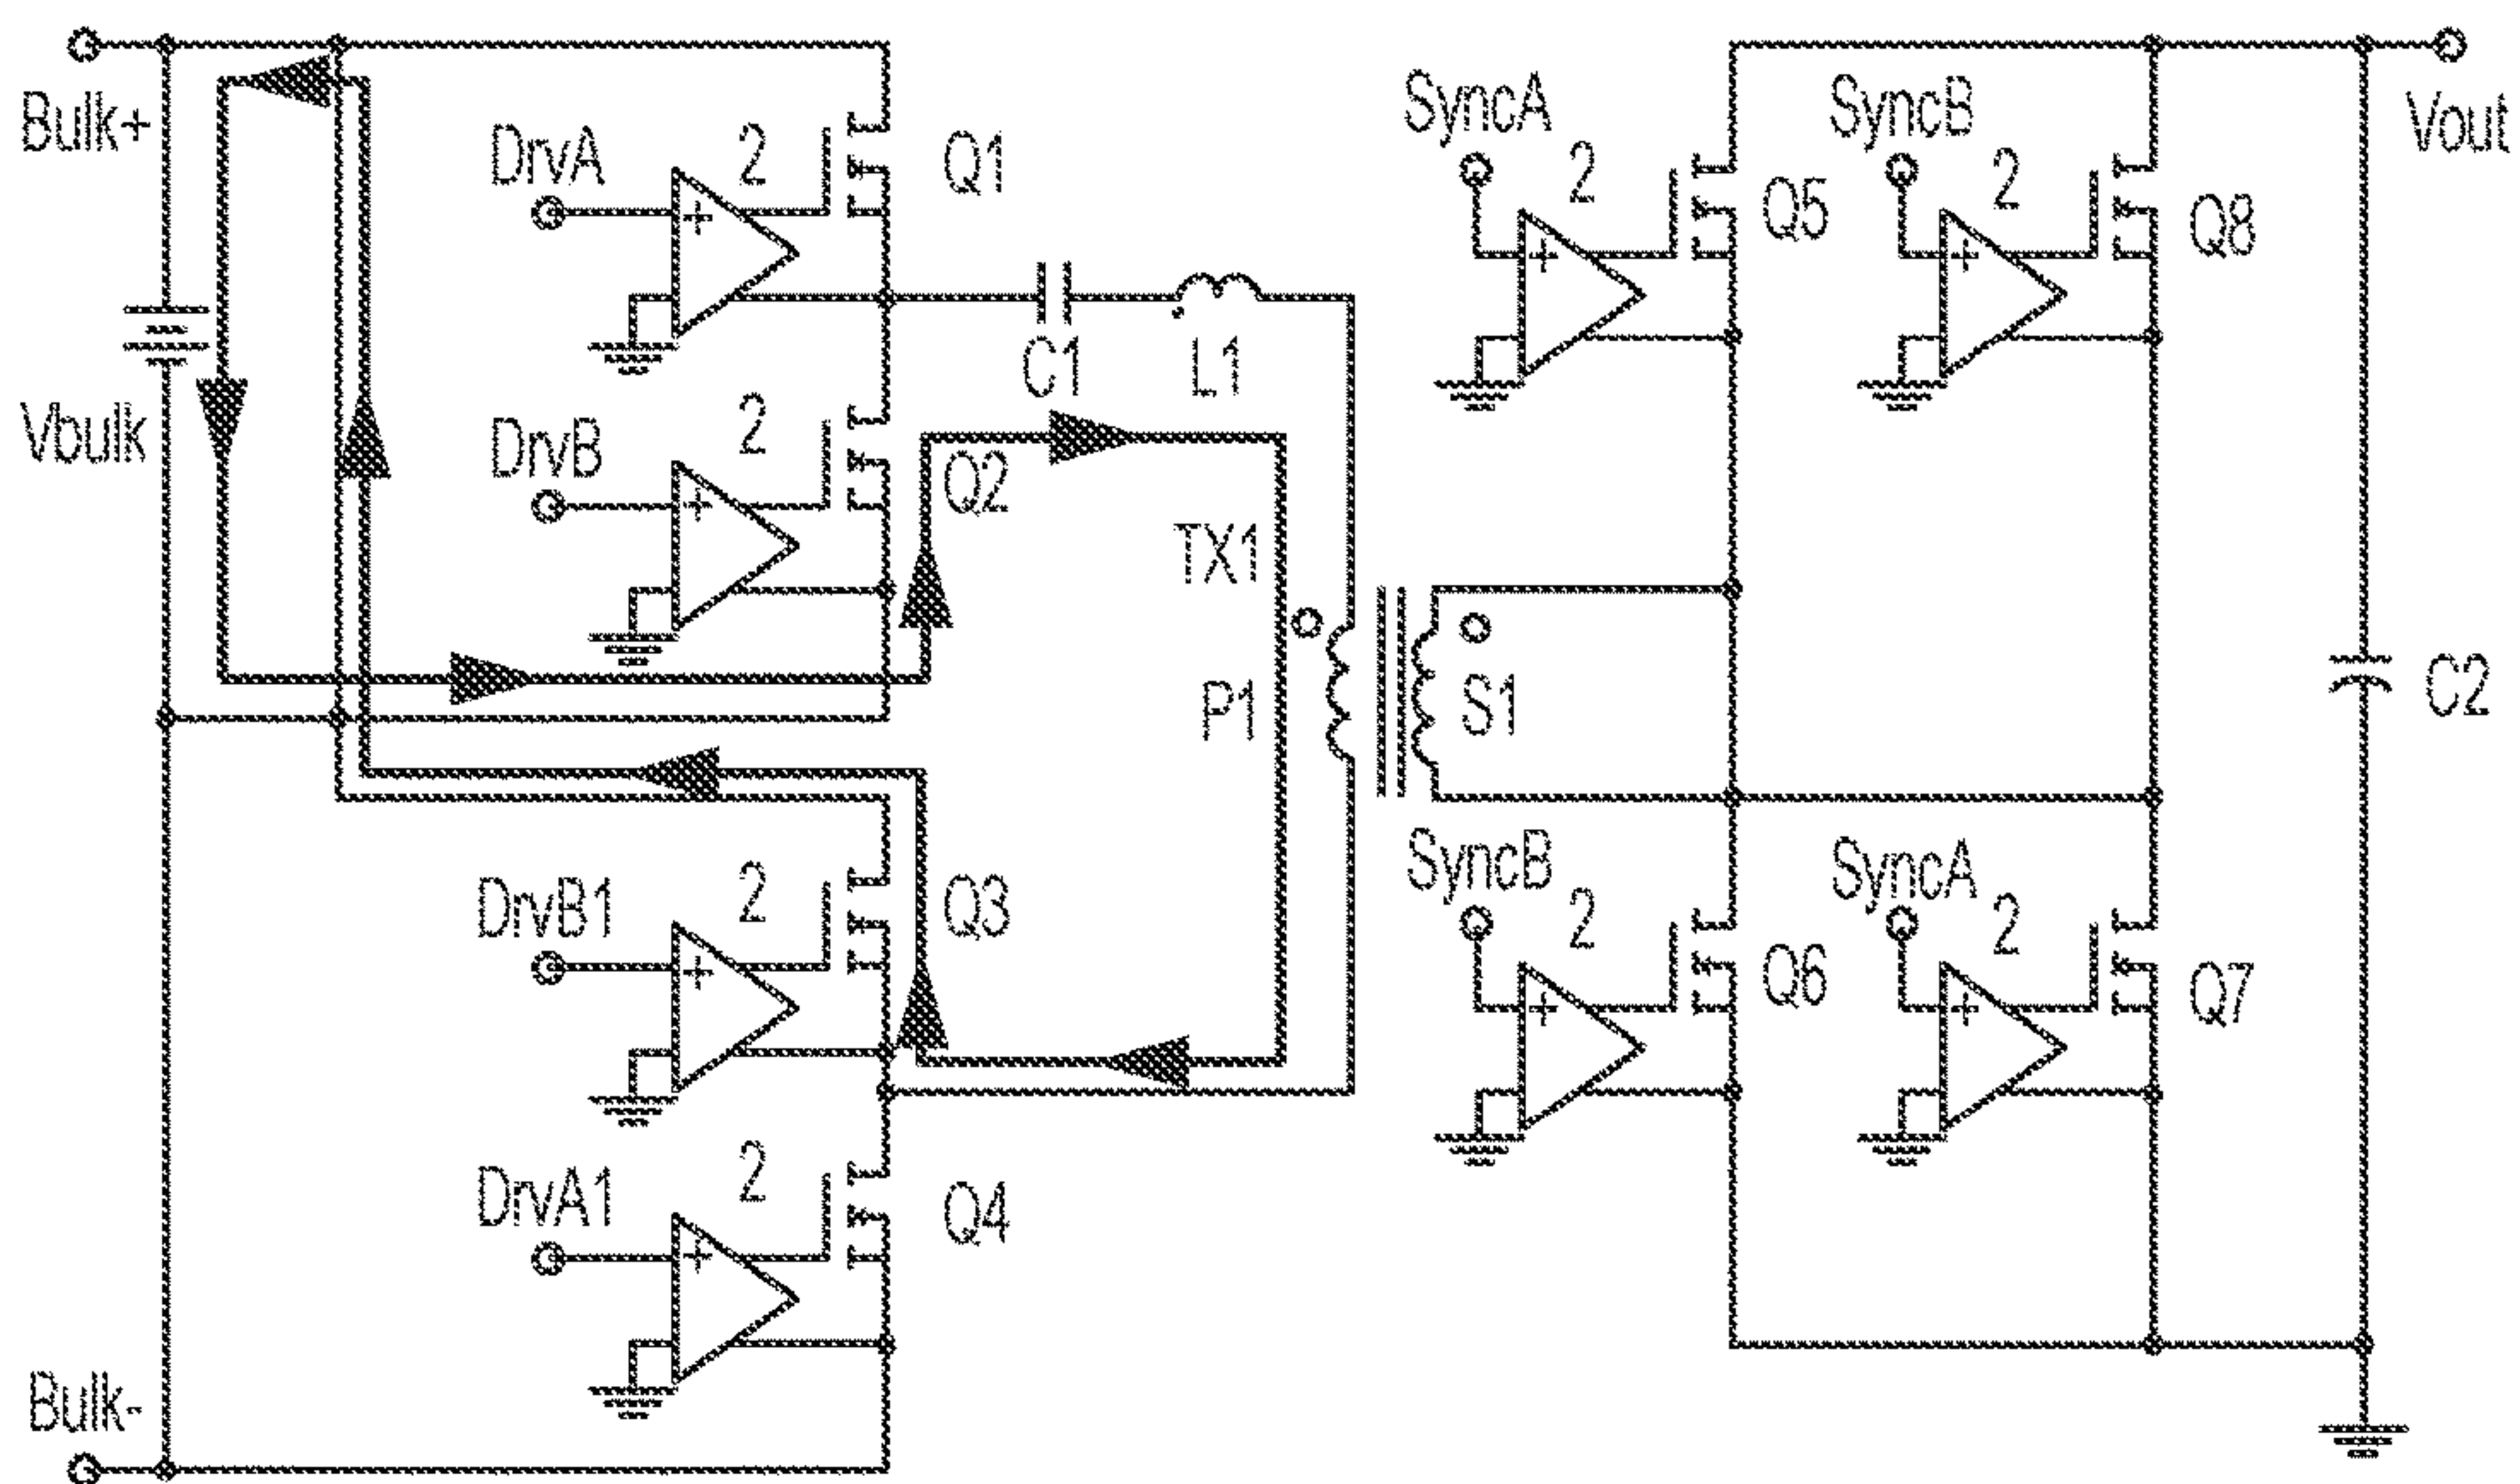 Bulk+
Vbulk
Bulk-
DrvA
2
Q1
DrvB
2
Q2
C1
L1
TX1
P1
S1
DrvB1
2
Q3
DrvA1
2
Q4
SyncA
2
Q5
SyncB
2
Q8
SyncB
2
Q6
SyncA
2
Q7
Vout
C2